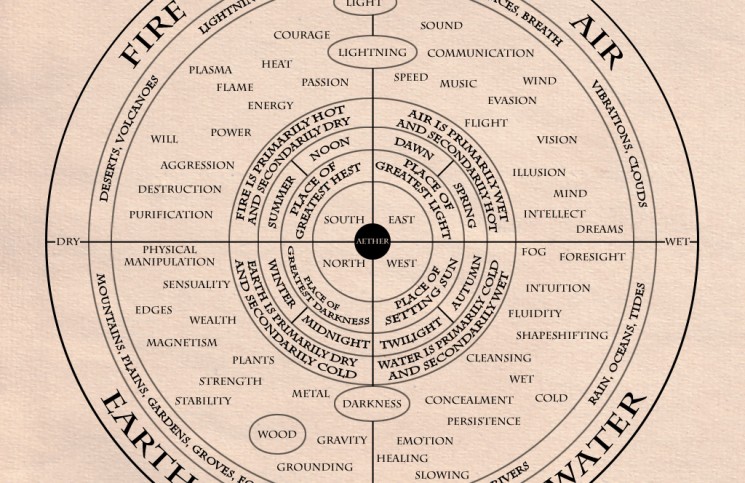 LIGHT
FIRE
LIGHTNIN
CES, BREATH
AIR
SOUND
COURAGE
LIGHTNING
COMMUNICATION
HEAT
PLASMA
SPEED
MUSIC
WIND
FLAME
PASSION
EVASION
ENERGY
FLIGHT
DESERTS, VOLCANOES
VIBRATIONS, CLOUDS
WILL
POWER
VISION
AGGRESSION
ILLUSION
DESTRUCTION
MIND
PURIFICATION
INTELLECT
DREAMS
FIRE IS PRIMARILY HOT
AND SECONDARILY DRY
AIR IS PRIMARILY WET
AND SECONDARILY HOT
NOON
DAWN
SUMMER
SPRING
PLACE OF
GREATEST HEST
PLACE OF
GREATEST LIGHT
SOUTH
EAST
DRY
AETHER
WET
NORTH
WEST
PLACE OF
GREATEST DARKNESS
PLACE OF
SETTING SUN
WINTER
AUTUMN
MIDNIGHT
TWILIGHT
EARTH IS PRIMARILY DRY
AND SECONDARILY COLD
WATER IS PRIMARILY COLD
AND SECONDARILY WET
PHYSICAL
MANIPULATION
FOG
FORESIGHT
SENSUALITY
INTUITION
EDGES
WEALTH
FLUIDITY
MAGNETISM
SHAPESHIFTING
PLANTS
CLEANSING
STRENGTH
WET
STABILITY
METAL
DARKNESS
CONCEALMENT
COLD
PERSISTENCE
WOOD
GRAVITY
EMOTION
HEALING
GROUNDING
SLOWING
MOUNTAINS, PLAINS, GARDENS, GROVES, FO
RAIN, OCEANS, TIDES
RIVERS
EARTH
WATER